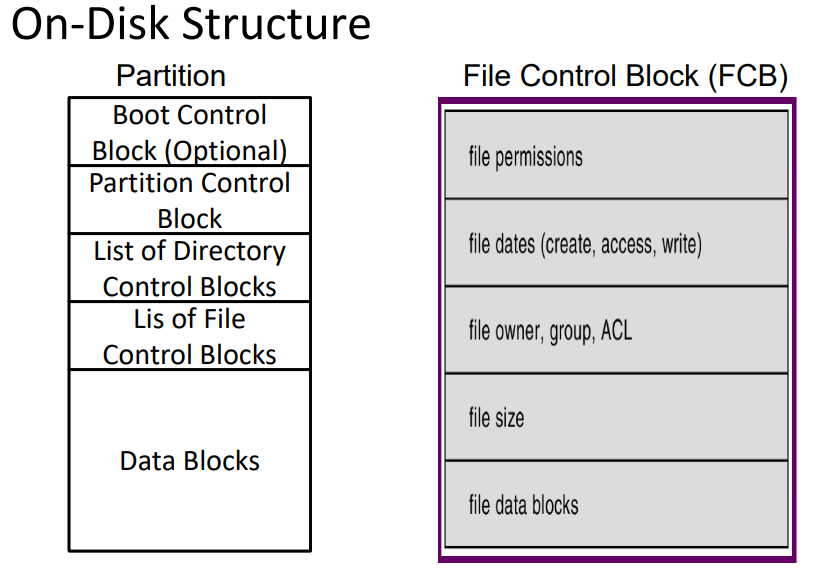 On-Disk Structure
Partition
Boot Control
Block (Optional)
Partition Control
Block
List of Directory
Control Blocks
Lis of File
Control Blocks
Data Blocks
File Control Block (FCB)
file permissions
file dates (create, access, write)
file owner, group, ACL
file size
file data blocks